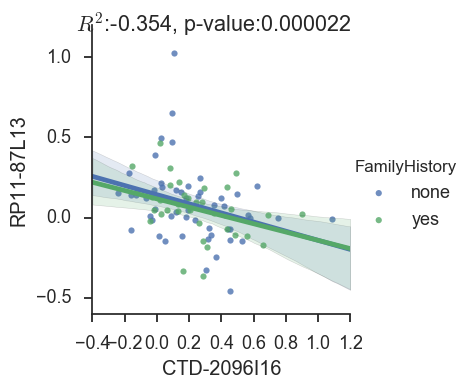 R²:-0.354, p-value:0.000022
1.0
0.5
0.0
−0.5
RP11-87L13
−0.4 −0.2 0.0 0.2 0.4 0.6 0.8 1.0 1.2
CTD-2096I16
FamilyHistory
none
yes